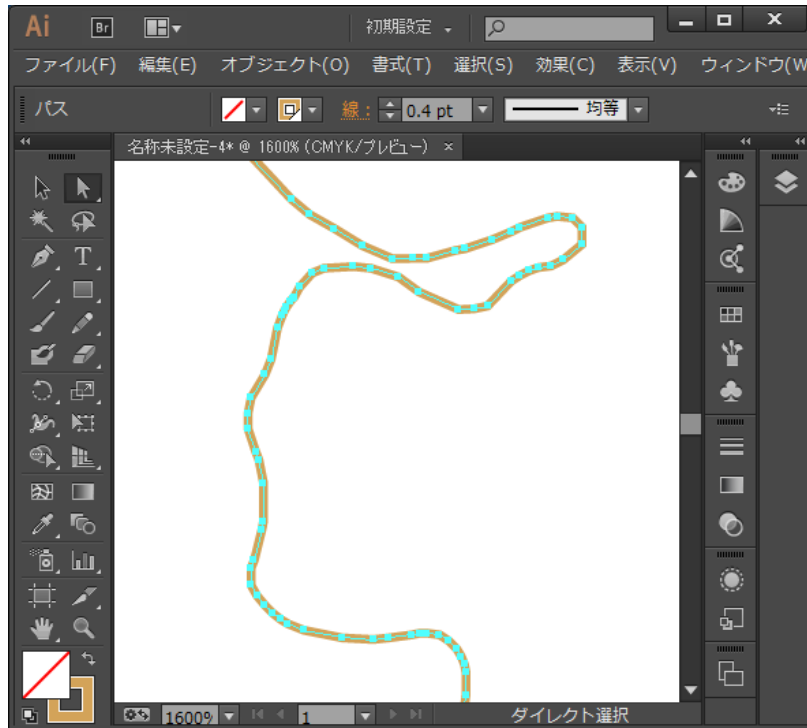 Ai Br 初期設定
ファイル(F) 編集(E) オブジェクト(O) 書式(T) 選択(S) 効果(C) 表示(V) ウィンドウ(W
パス 線： 0.4 pt 均等
名称未設定-4* @ 1600% (CMYK/プレビュー) ×
T
1600% 1 ダイレクト選択